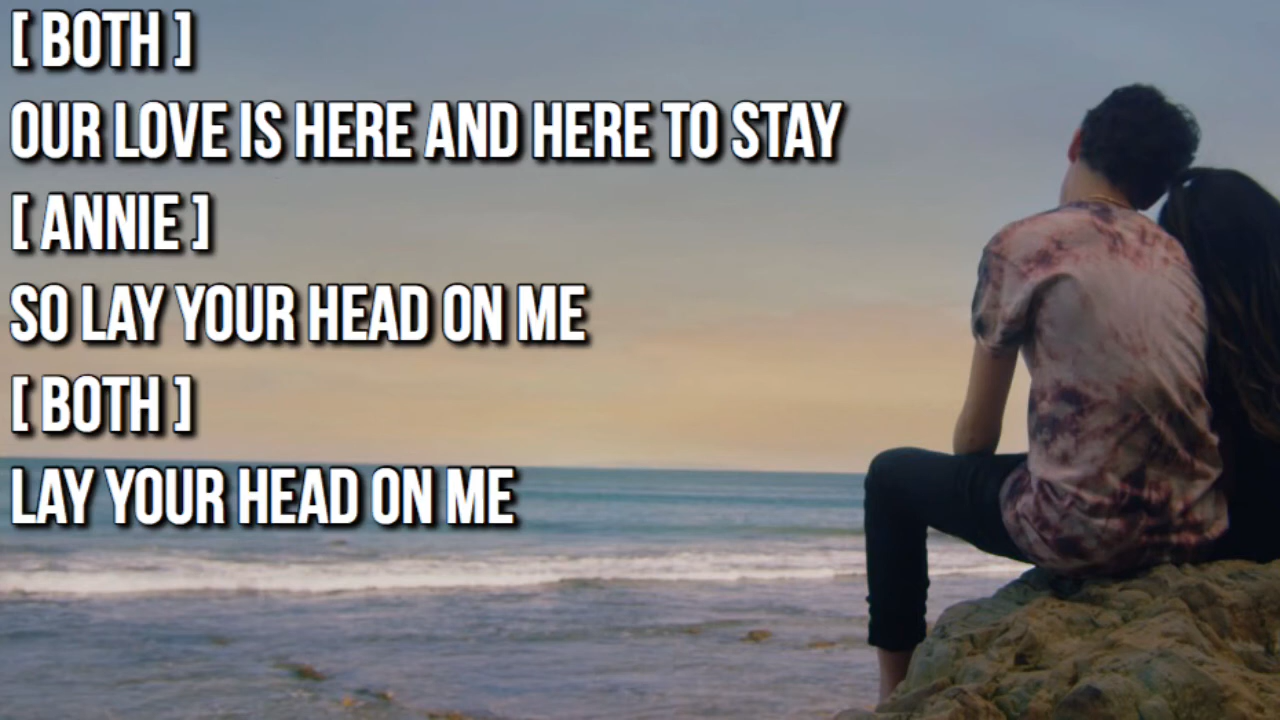 [ BOTH ]
OUR LOVE IS HERE AND HERE TO STAY
[ ANNIE ]
SO LAY YOUR HEAD ON ME
[ BOTH ]
LAY YOUR HEAD ON ME